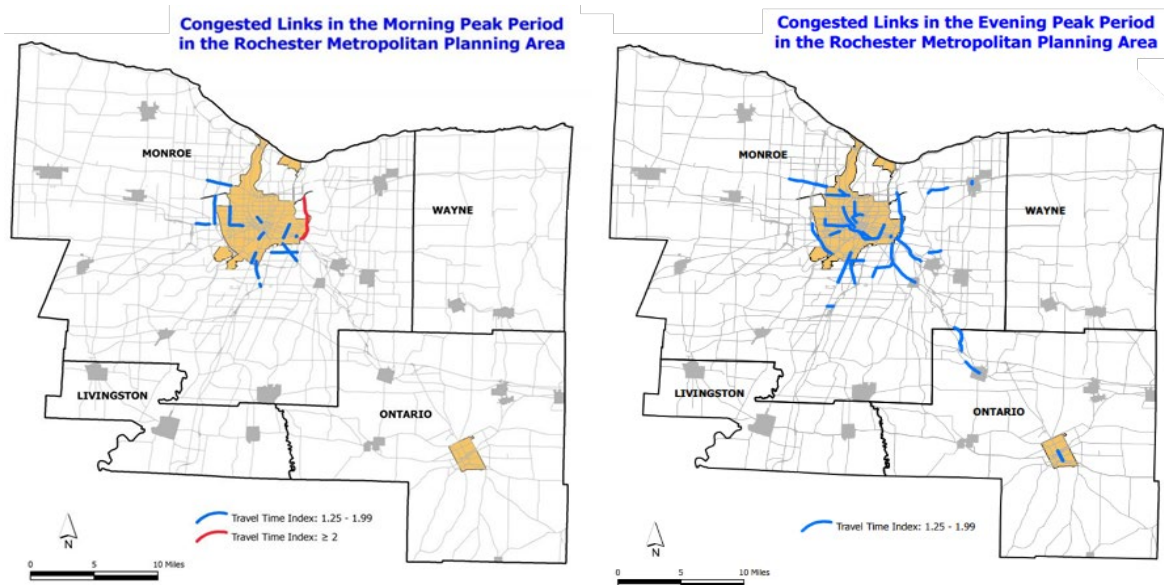 Congested Links in the Morning Peak Period
in the Rochester Metropolitan Planning Area
MONROE
WAYNE
LIVINGSTON
ONTARIO
Travel Time Index: 1.25 - 1.99
Travel Time Index: ≥ 2
N
0 5 10 Miles
Congested Links in the Evening Peak Period
in the Rochester Metropolitan Planning Area
MONROE
WAYNE
LIVINGSTON
ONTARIO
Travel Time Index: 1.25 - 1.99
N
0 5 10 Miles